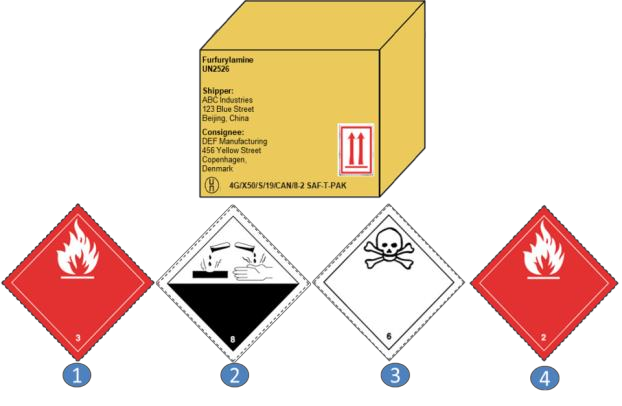 Furfurylamine
UN2526
Shipper:
ABC Industries
123 Blue Street
Beijing, China
Consignee:
DEF Manufacturing
456 Yellow Street
Copenhagen,
Denmark
UN 4G/X50/S/19/CAN/8-2 SAF-T-PAK
3
8
6
2
1
2
3
4